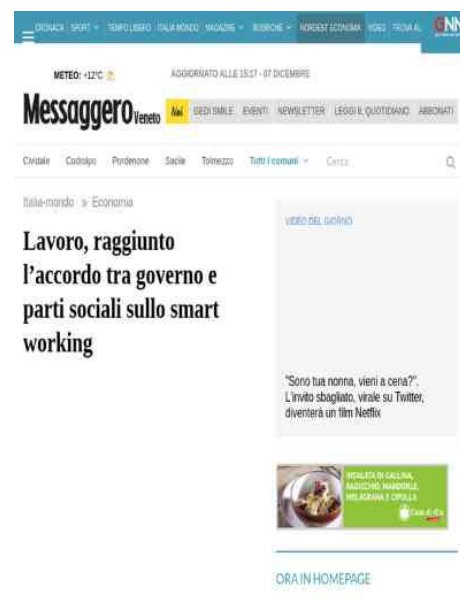 CRONACA SPORT TEMPO LIBERO ITALIA MONDO MAGAZINE RUBRICHE NORDEST ECONOMIA VIDEO TROVA AL GNN
METEO: +12°C AGGIORNATO ALLE 15:17 - 07 DICEMBRE
Messaggero Veneto Noi GEDI SMILE EVENTI NEWSLETTER LEGGI IL QUOTIDIANO ABBONATI
Cividale Codroipo Pordenone Sacile Tolmezzo Tutti i comuni Cerca
Italia-mondo » Economia
Lavoro, raggiunto
l'accordo tra governo e
parti sociali sullo smart
working
VIDEO DEL GIORNO
"Sono tua nonna, vieni a cena?".
L'invito sbagliato, virale su Twitter,
diventerà un film Netflix
INSALATA DI GALLINA,
RADICCHIO, MANDORLE,
MELAGRANA E CIPOLLA
ORA IN HOMEPAGE